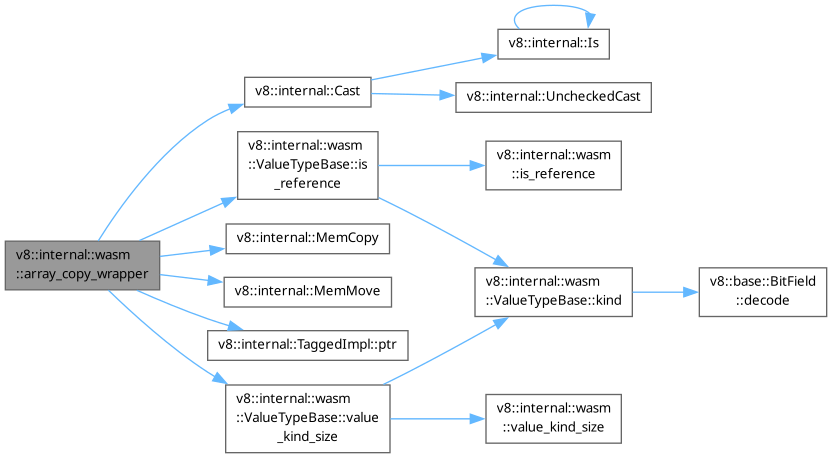 v8::internal::Is
v8::internal::Cast
v8::internal::UncheckedCast
v8::internal::wasm
::ValueTypeBase::is
_reference
v8::internal::wasm
::is_reference
v8::internal::MemCopy
v8::internal::wasm
::array_copy_wrapper
v8::internal::MemMove
v8::internal::wasm
::ValueTypeBase::kind
v8::base::BitField
::decode
v8::internal::TaggedImpl::ptr
v8::internal::wasm
::ValueTypeBase::value
_kind_size
v8::internal::wasm
::value_kind_size